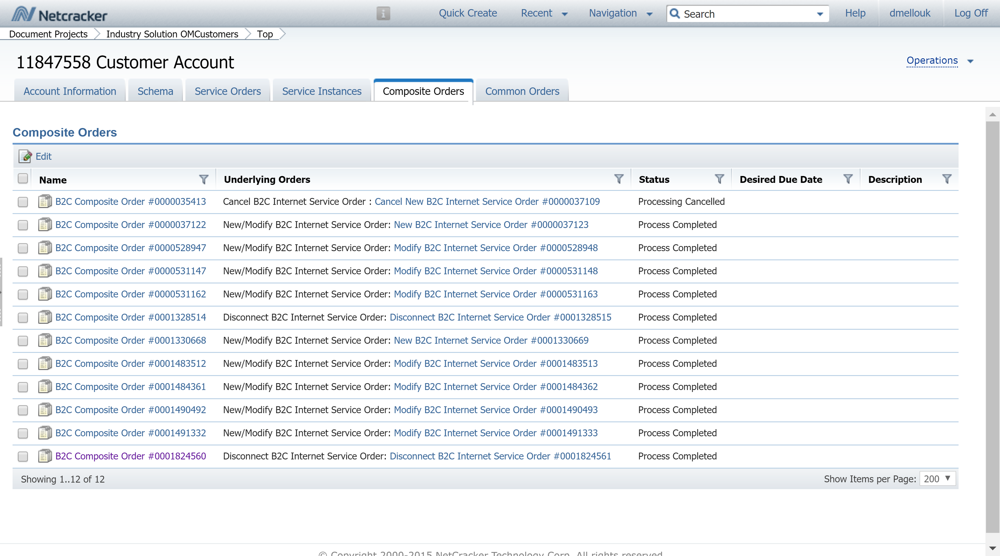 Netcracker
i
Quick Create
Recent
Navigation
Search
Help
dmellouk
Log Off
Document Projects
Industry Solution OMCustomers
Top
11847558 Customer Account
Operations
Account Information
Schema
Service Orders
Service Instances
Composite Orders
Common Orders
Composite Orders
Edit
Name Underlying Orders Status Desired Due Date Description
B2C Composite Order #0000035413 Cancel B2C Internet Service Order : Cancel New B2C Internet Service Order #0000037109 Processing Cancelled
B2C Composite Order #0000037122 New/Modify B2C Internet Service Order: New B2C Internet Service Order #0000037123 Process Completed
B2C Composite Order #0000528947 New/Modify B2C Internet Service Order: Modify B2C Internet Service Order #0000528948 Process Completed
B2C Composite Order #0000531147 New/Modify B2C Internet Service Order: Modify B2C Internet Service Order #0000531148 Process Completed
B2C Composite Order #0000531162 New/Modify B2C Internet Service Order: Modify B2C Internet Service Order #0000531163 Process Completed
B2C Composite Order #0001328514 Disconnect B2C Internet Service Order: Disconnect B2C Internet Service Order #0001328515 Process Completed
B2C Composite Order #0001330668 New/Modify B2C Internet Service Order: New B2C Internet Service Order #0001330669 Process Completed
B2C Composite Order #0001483512 New/Modify B2C Internet Service Order: Modify B2C Internet Service Order #0001483513 Process Completed
B2C Composite Order #0001484361 New/Modify B2C Internet Service Order: Modify B2C Internet Service Order #0001484362 Process Completed
B2C Composite Order #0001490492 New/Modify B2C Internet Service Order: Modify B2C Internet Service Order #0001490493 Process Completed
B2C Composite Order #0001491332 New/Modify B2C Internet Service Order: Modify B2C Internet Service Order #0001491333 Process Completed
B2C Composite Order #0001824560 Disconnect B2C Internet Service Order: Disconnect B2C Internet Service Order #0001824561 Process Completed
Showing 1..12 of 12
Show Items per Page: 200
© Copyright 2000-2015 NetCracker Technology Corp. All rights reserved